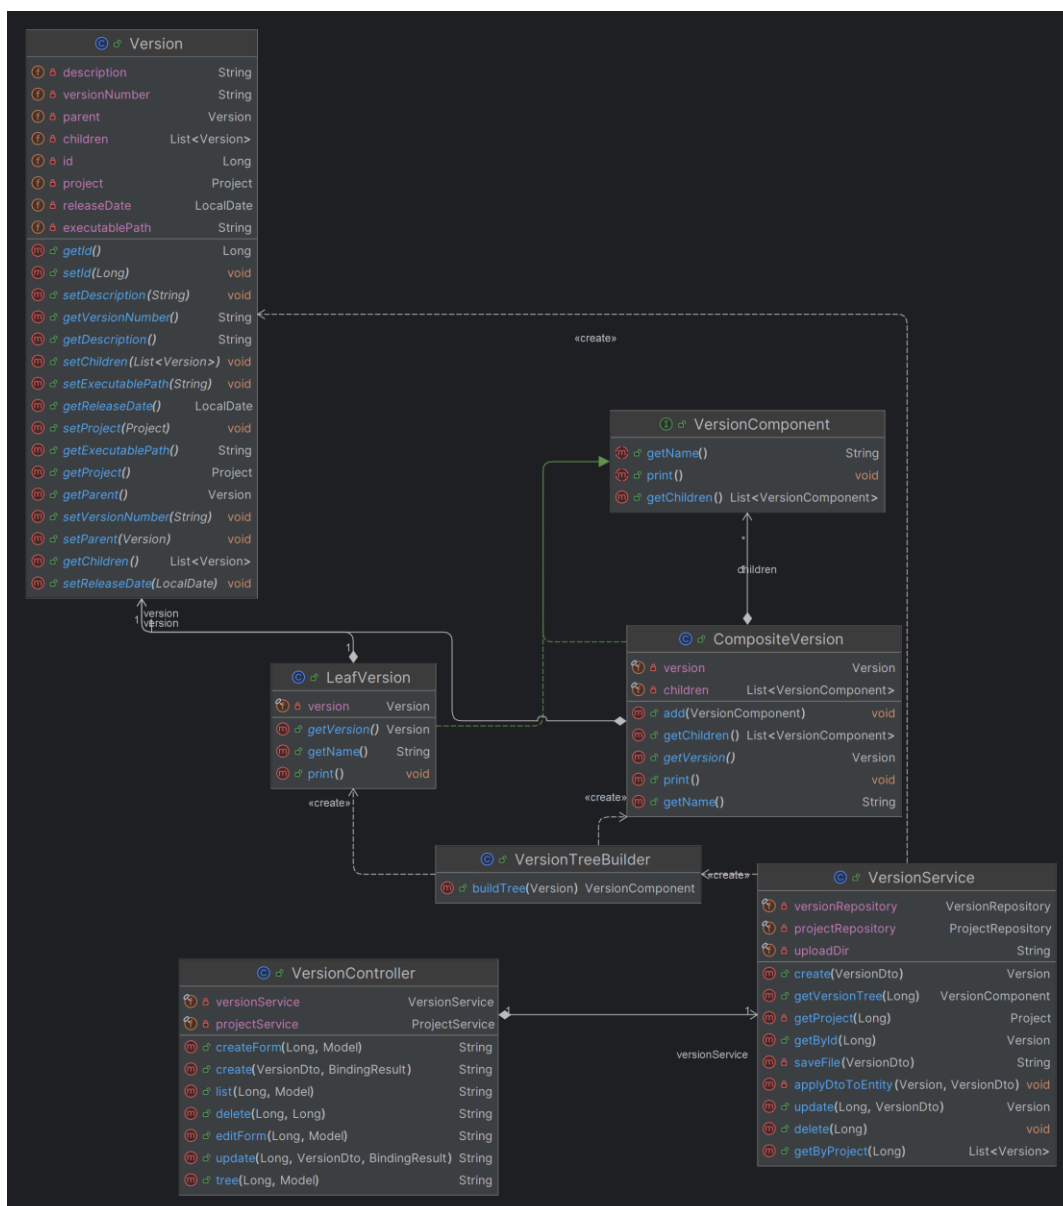 Version
description String
versionNumber String
parent Version
children List<Version>
id Long
project Project
releaseDate LocalDate
executablePath String
getId() Long
setId(Long) void
setDescription(String) void
getVersionNumber() String
getDescription() String
setChildren(List<Version>) void
setExecutablePath(String) void
getReleaseDate() LocalDate
setProject(Project) void
getExecutablePath() String
getProject() Project
getParent() Version
setVersionNumber(String) void
setParent(Version) void
getChildren() List<Version>
setReleaseDate(LocalDate) void
«create»
VersionComponent
getName() String
print() void
getChildren() List<VersionComponent>
*
children
1 version
1
version
1
LeafVersion
version Version
getVersion() Version
getName() String
print() void
CompositeVersion
version Version
children List<VersionComponent>
add(VersionComponent) void
getChildren() List<VersionComponent>
getVersion() Version
print() void
getName() String
«create»
«create»
VersionTreeBuilder
buildTree(Version) VersionComponent
«create»
VersionService
versionRepository VersionRepository
projectRepository ProjectRepository
uploadDir String
create(VersionDto) Version
getVersionTree(Long) VersionComponent
getProject(Long) Project
getById(Long) Version
saveFile(VersionDto) String
applyDtoToEntity(Version, VersionDto) void
update(Long, VersionDto) Version
delete(Long) void
getByProject(Long) List<Version>
VersionController
versionService VersionService
projectService ProjectService
createForm(Long, Model) String
create(VersionDto, BindingResult) String
list(Long, Model) String
delete(Long, Long) String
editForm(Long, Model) String
update(Long, VersionDto, BindingResult) String
tree(Long, Model) String
1
1
versionService